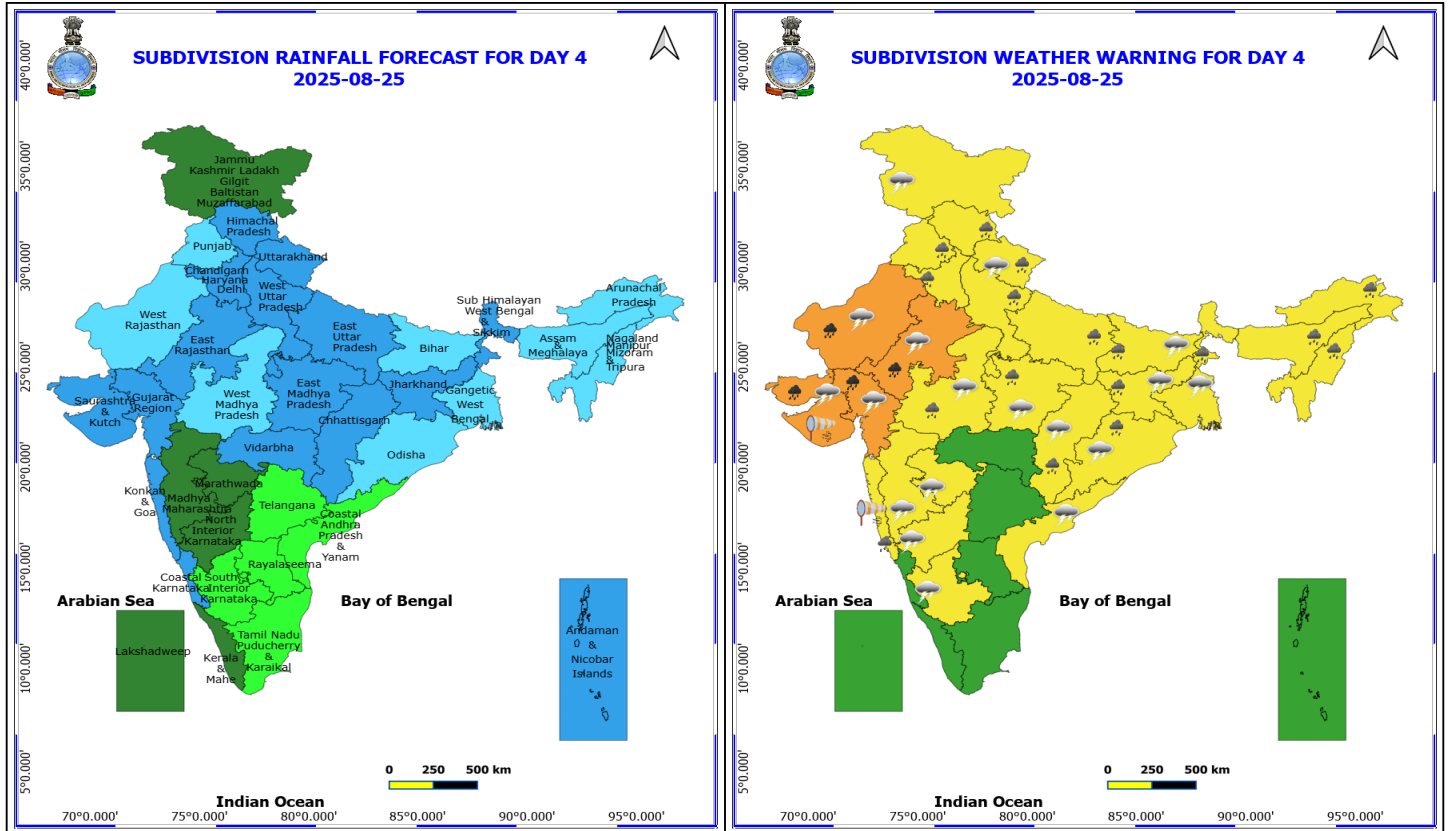 SUBDIVISION RAINFALL FORECAST FOR DAY 4
2025-08-25
40°0.000'
35°0.000'
30°0.000'
25°0.000'
20°0.000'
15°0.000'
10°0.000'
5°0.000'
Jammu
Kashmir Ladakh
Gilgit
Baltistan
Muzaffarabad
Himachal
Pradesh
Punjab
Uttarakhand
Chandigarh
Haryana
Delhi
West
Uttar
Pradesh
West
Rajasthan
East
Rajasthan
East
Uttar
Pradesh
Sub Himalayan
West Bengal
&
Sikkim
Arunachal
Pradesh
Assam
&
Meghalaya
Nagaland
Manipur
Mizoram
&
Tripura
Bihar
Jharkhand
Gangetic
West
Bengal
Saurashtra
&
Kutch
Gujarat
Region
West
Madhya
Pradesh
East
Madhya
Pradesh
Chhattisgarh
Vidarbha
Odisha
Konkan
&
Goa
Marathwada
Madhya
Maharashtra
North
Interior
Karnataka
Telangana
Coastal
Andhra
Pradesh
&
Yanam
Rayalaseema
Coastal
Karnataka
South
Interior
Karnataka
Tamil Nadu
Puducherry
&
Karaikal
Kerala
&
Mahe
Arabian Sea
Lakshadweep
Bay of Bengal
Andaman
&
Nicobar
Islands
0 250 500 km
Indian Ocean
70°0.000' 75°0.000' 80°0.000' 85°0.000' 90°0.000' 95°0.000'
SUBDIVISION WEATHER WARNING FOR DAY 4
2025-08-25
40°0.000'
35°0.000'
30°0.000'
25°0.000'
20°0.000'
15°0.000'
10°0.000'
5°0.000'
Arabian Sea
Bay of Bengal
0 250 500 km
Indian Ocean
70°0.000' 75°0.000' 80°0.000' 85°0.000' 90°0.000' 95°0.000'